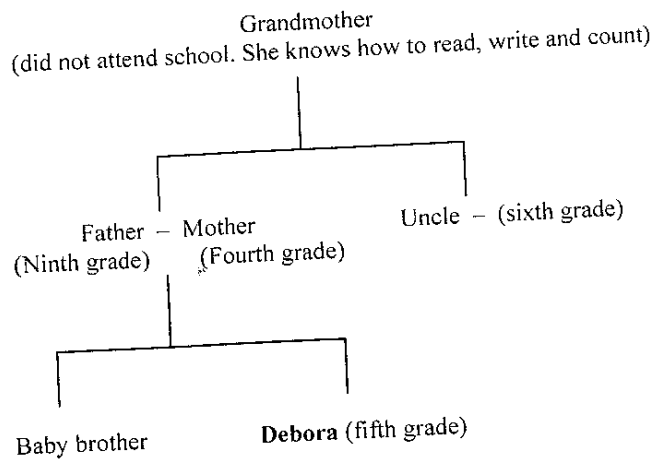 Grandmother
(did not attend school. She knows how to read, write and count)
Father – Mother
(Ninth grade) (Fourth grade)
Uncle – (sixth grade)
Baby brother
Debora (fifth grade)